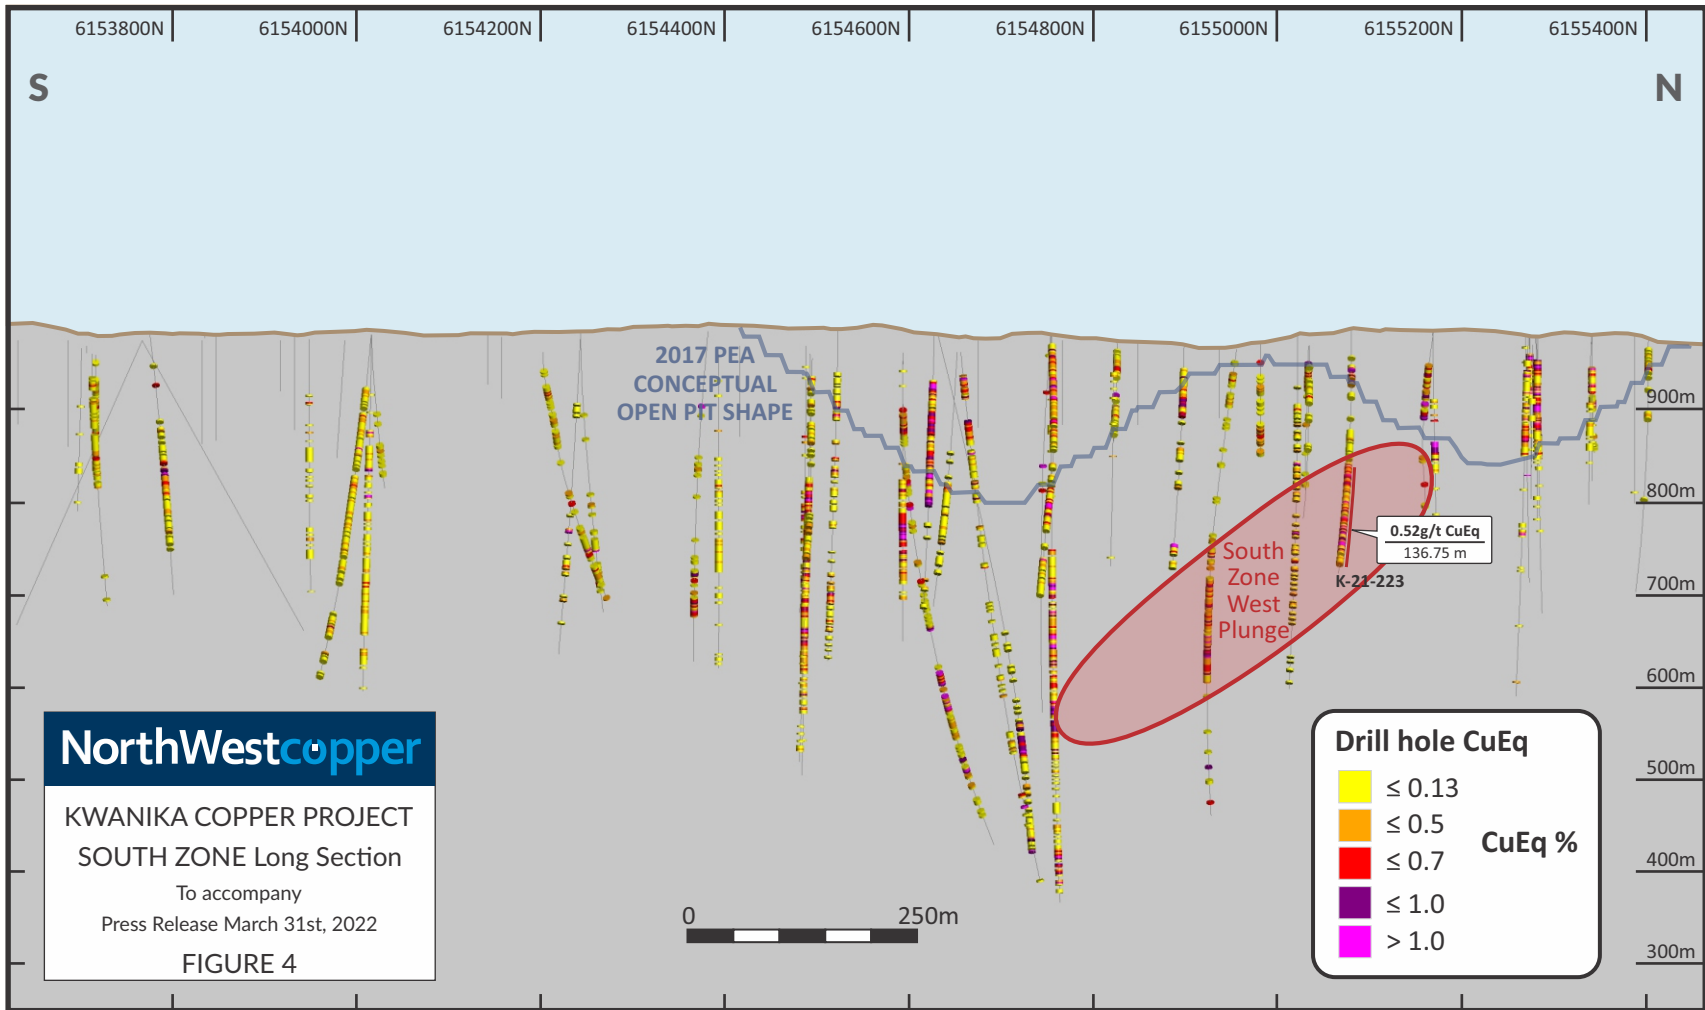 6153800N 6154000N 6154200N 6154400N 6154600N 6154800N 6155000N 6155200N 6155400N
S N
2017 PEA
CONCEPTUAL
OPEN PIT SHAPE
900m
800m
700m
600m
500m
400m
300m
0.52g/t CuEq
136.75 m
K-21-223
South
Zone
West
Plunge
NorthWestcopper
KWANIKA COPPER PROJECT
SOUTH ZONE Long Section
To accompany
Press Release March 31st, 2022
FIGURE 4
0 250m
Drill hole CuEq
≤ 0.13
≤ 0.5
≤ 0.7
≤ 1.0
> 1.0
CuEq %